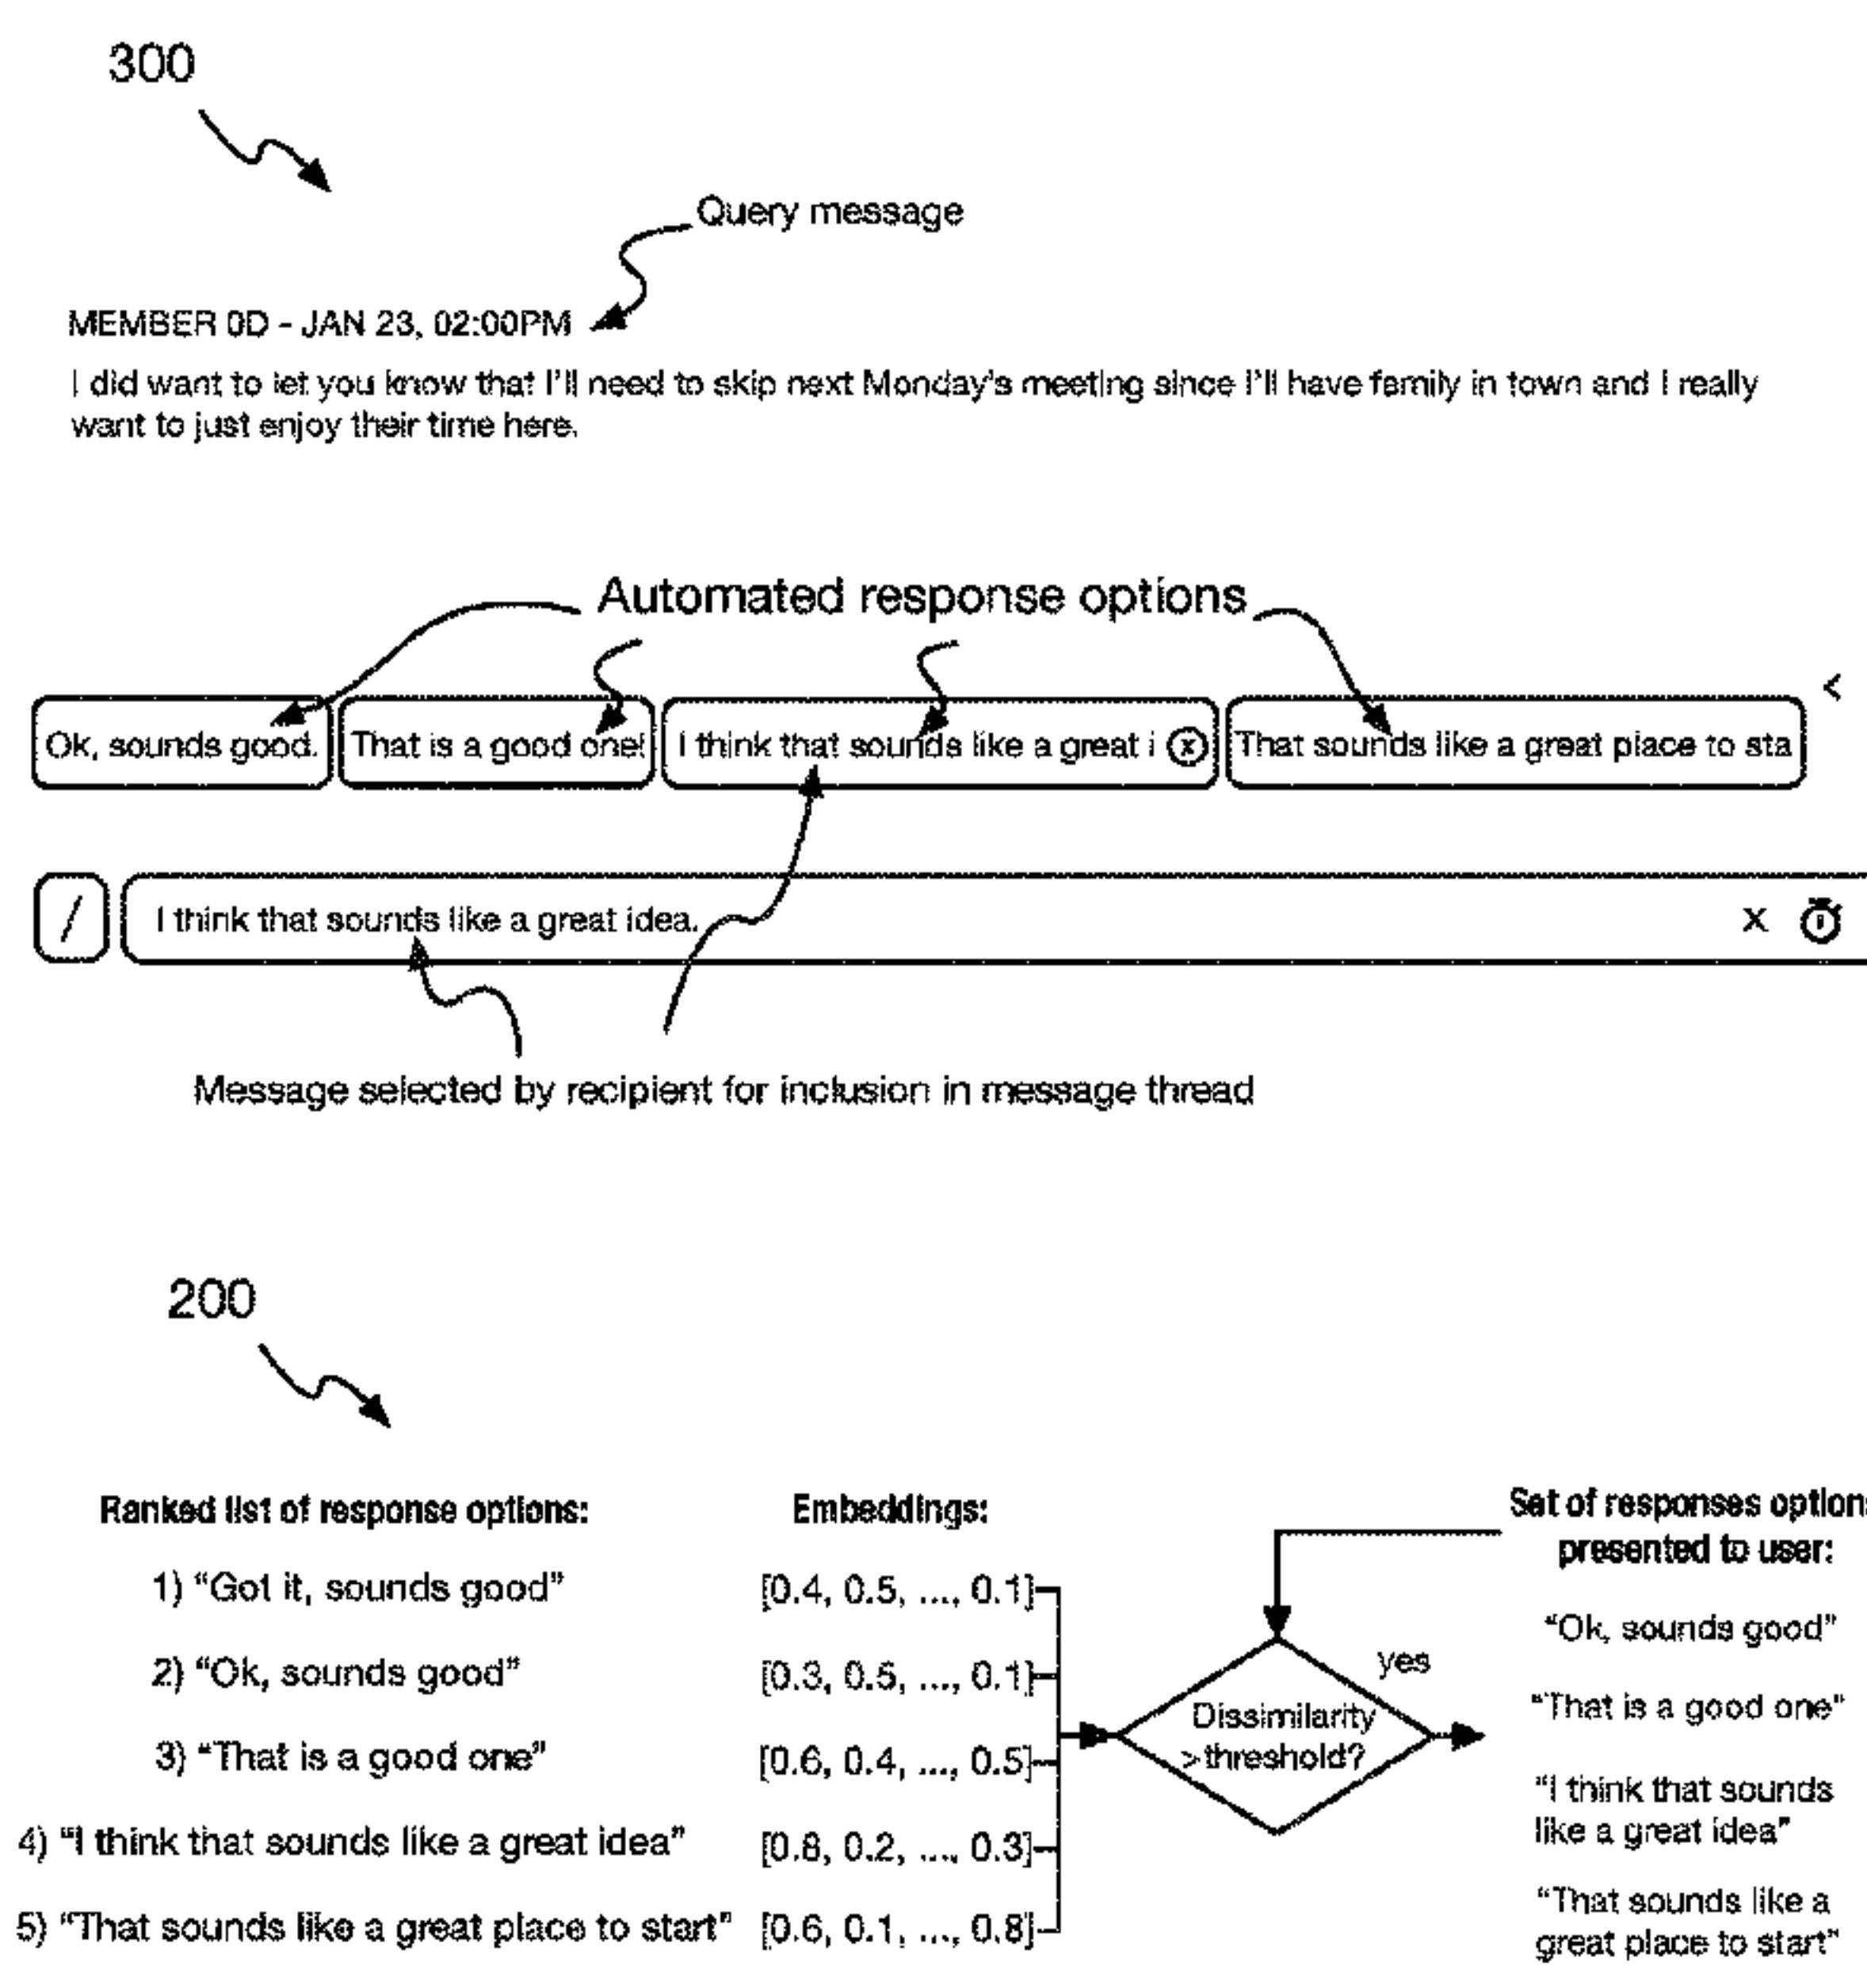 300
Query message
MEMBER 0D - JAN 23, 02:00PM
I did want to let you know that I'll need to skip next Monday's meeting since I'll have family in town and I really
want to just enjoy their time here.
Automated response options
<
Ok, sounds good.
That is a good one!
I think that sounds like a great i
x
That sounds like a great place to sta
/
I think that sounds like a great idea.
X
Message selected by recipient for inclusion in message thread
200
Ranked list of response options:
1) “Got it, sounds good”
2) “Ok, sounds good”
3) “That is a good one”
4) “I think that sounds like a great idea”
5) “That sounds like a great place to start”
Embeddings:
[0.4, 0.5, ..., 0.1]
[0.3, 0.5, ..., 0.1]
[0.6, 0.4, ..., 0.5]
[0.8, 0.2, ..., 0.3]
[0.6, 0.1, ..., 0.8]
Dissimilarity
>threshold?
yes
Set of responses options
presented to user:
“Ok, sounds good”
“That is a good one”
“I think that sounds
like a great idea”
“That sounds like a
great place to start”